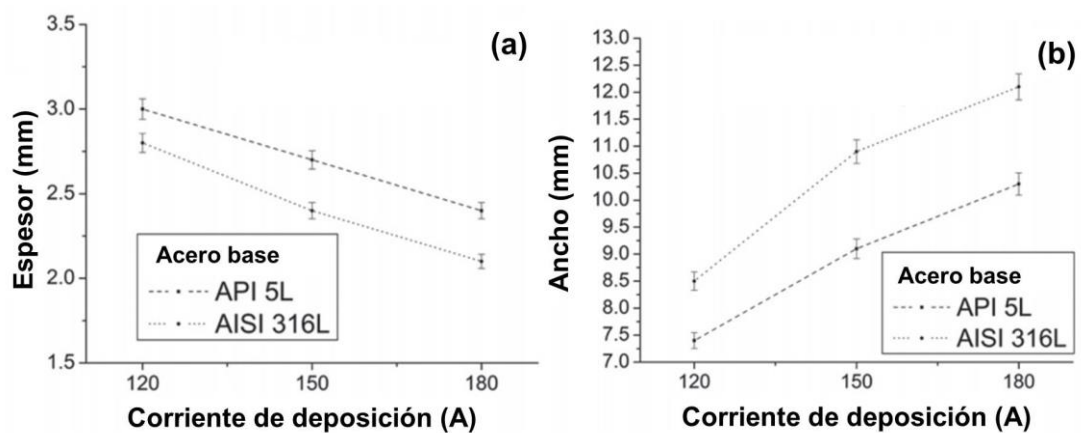 (a)
3.5
3.0
2.5
2.0
1.5
Espesor (mm)
Acero base
API 5L
AISI 316L
120
150
180
Corriente de deposición (A)
(b)
13.0
12.5
12.0
11.5
11.0
10.5
10.0
9.5
9.0
8.5
8.0
7.5
7.0
Ancho (mm)
Acero base
API 5L
AISI 316L
120
150
180
Corriente de deposición (A)